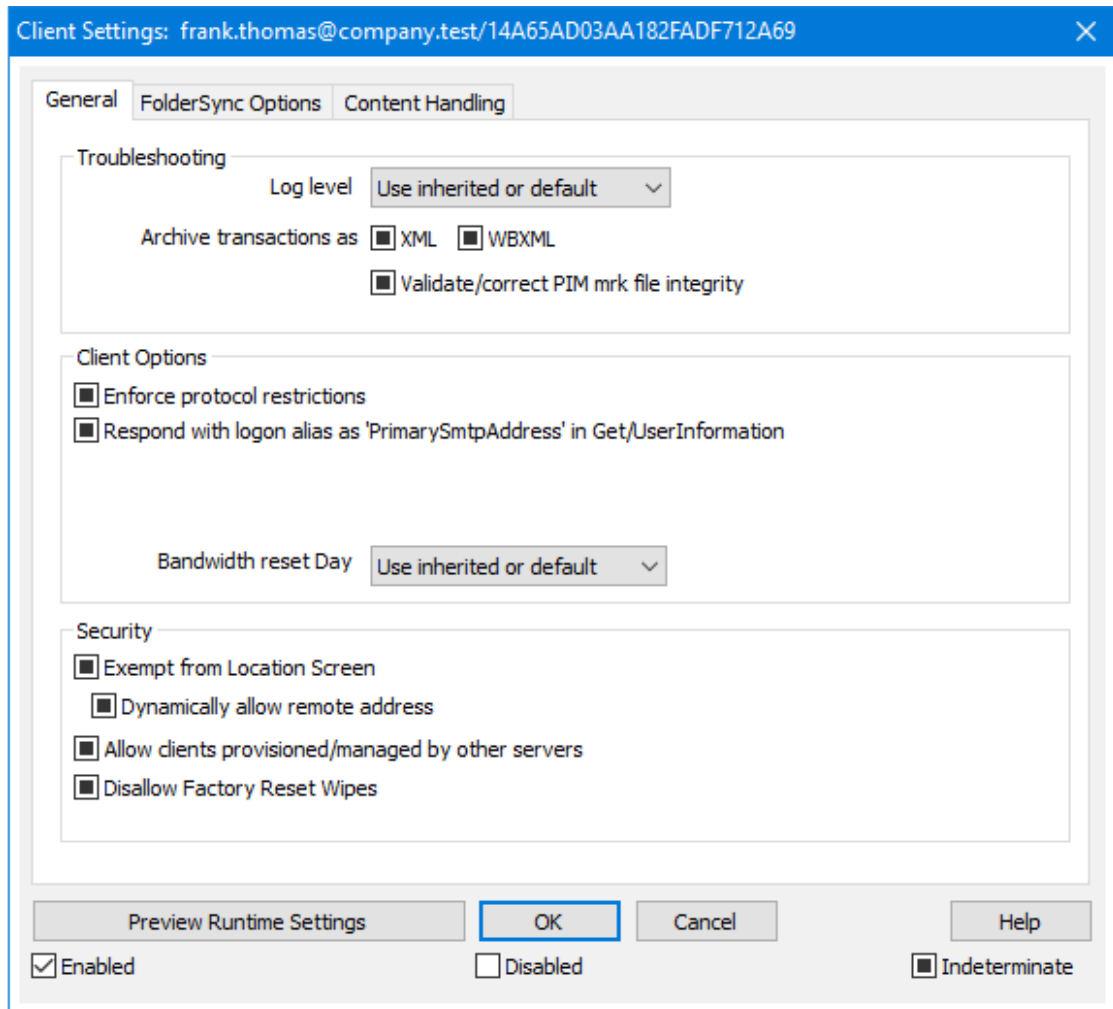 Client Settings: frank.thomas@company.test/14A65AD03AA182FADF712A69
General FolderSync Options Content Handling
Troubleshooting
Log level Use inherited or default
Archive transactions as XML WBXML
Validate/correct PIM mrk file integrity
Client Options
Enforce protocol restrictions
Respond with logon alias as 'PrimarySmtpAddress' in Get/UserInformation
Bandwidth reset Day Use inherited or default
Security
Exempt from Location Screen
Dynamically allow remote address
Allow clients provisioned/managed by other servers
Disallow Factory Reset Wipes
Preview Runtime Settings OK Cancel Help
Enabled Disabled Indeterminate